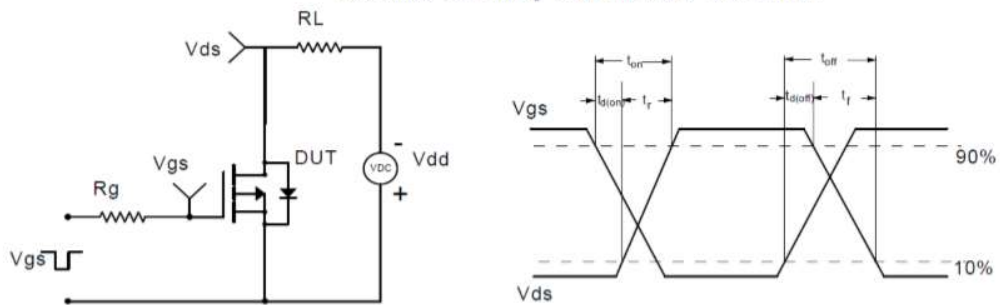 RL
Vds
DUT
Vgs
Rg
Vgs
VDC
-
Vdd
+
ton
toff
td(on)
tr
td(off)
tf
Vgs
90%
10%
Vds